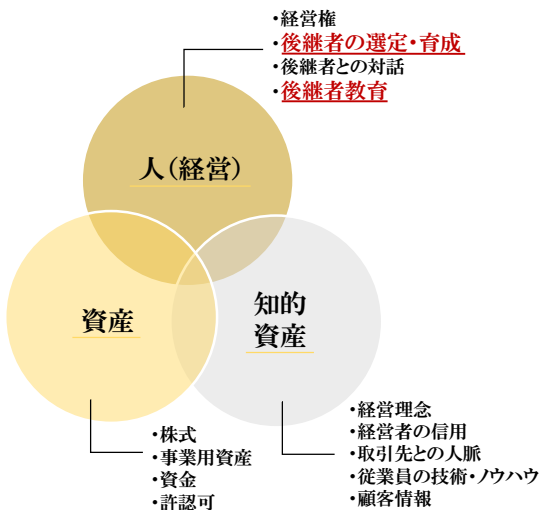 ・経営権
・後継者の選定・育成
・後継者との対話
・後継者教育
人（経営）
資産
知的
資産
・株式
・事業用資産
・資金
・許認可
・経営理念
・経営者の信用
・取引先との人脈
・従業員の技術・ノウハウ
・顧客情報